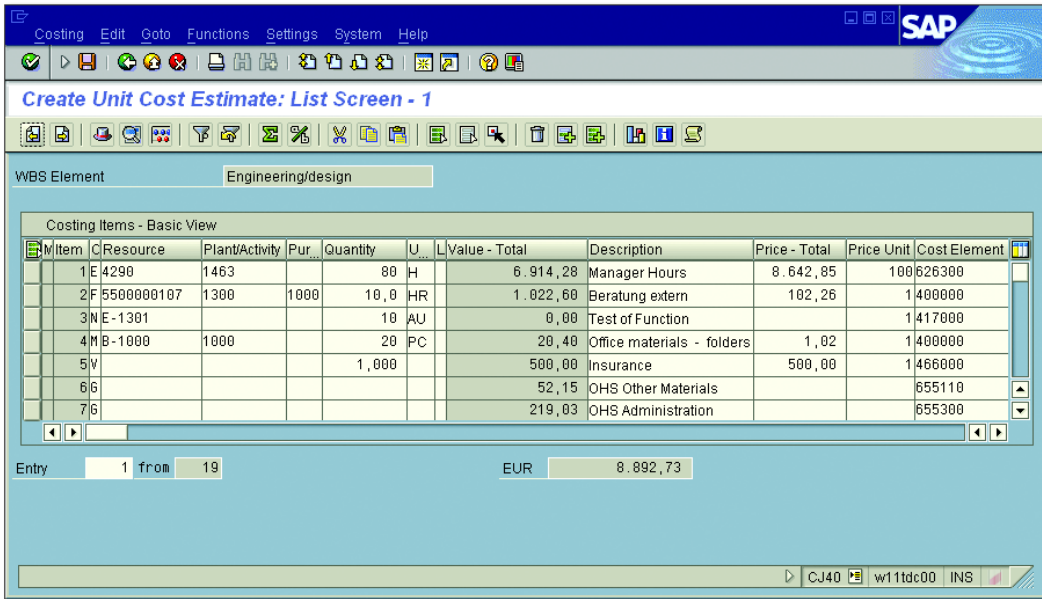 Costing Edit Goto Functions Settings System Help
SAP
Create Unit Cost Estimate: List Screen - 1
WBS Element Engineering/design
Costing Items - Basic View
M Item C Resource Plant/Activity Pur... Quantity U... L Value - Total Description Price - Total Price Unit Cost Element
1 E 4290 1463 80 H 6.914,28 Manager Hours 8.642,85 100 626300
2 F 5500000107 1300 1000 10,0 HR 1.022,60 Beratung extern 102,26 1 400000
3 N E-1301 10 AU 0,00 Test of Function 1 417000
4 M B-1000 1000 20 PC 20,40 Office materials - folders 1,02 1 400000
5 V 1,000 500,00 Insurance 500,00 1 466000
6 G 52,15 OHS Other Materials 655110
7 G 219,03 OHS Administration 655300
Entry 1 from 19 EUR 8.892,73
CJ40 w11tdc00 INS